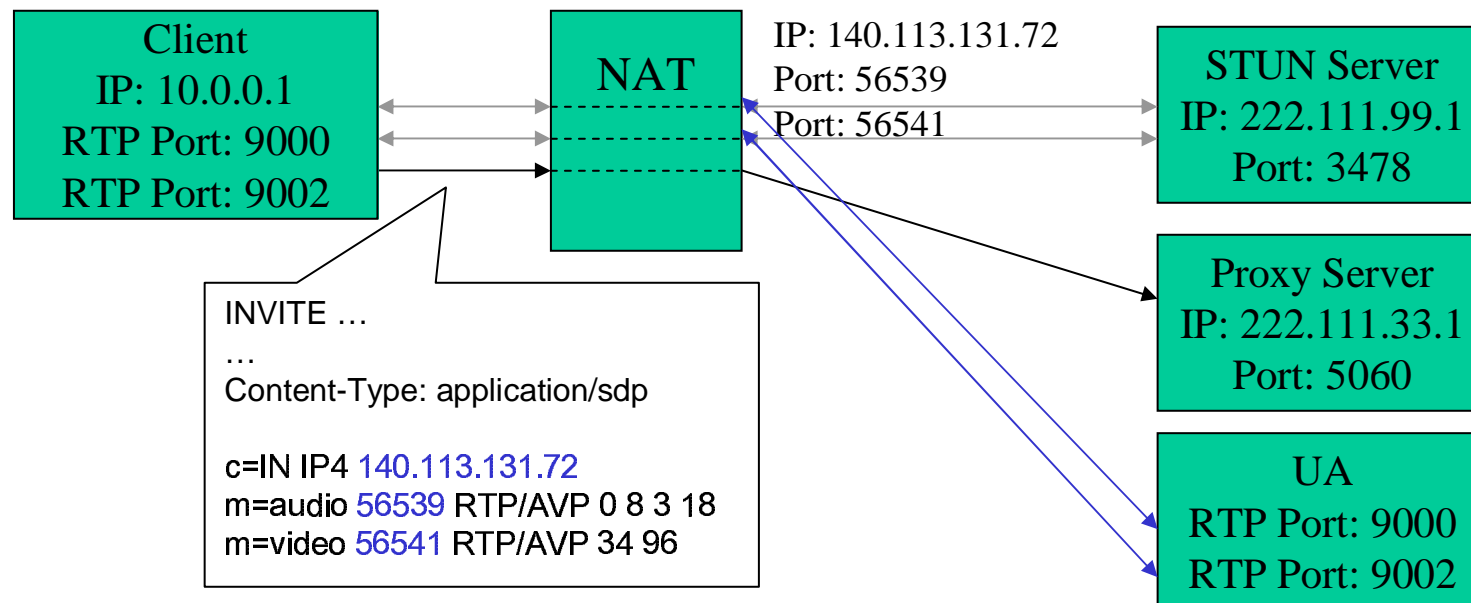 Client
IP: 10.0.0.1
RTP Port: 9000
RTP Port: 9002
NAT
IP: 140.113.131.72
Port: 56539
Port: 56541
STUN Server
IP: 222.111.99.1
Port: 3478
Proxy Server
IP: 222.111.33.1
Port: 5060
UA
RTP Port: 9000
RTP Port: 9002
INVITE …
…
Content-Type: application/sdp
c=IN IP4 140.113.131.72
m=audio 56539 RTP/AVP 0 8 3 18
m=video 56541 RTP/AVP 34 96